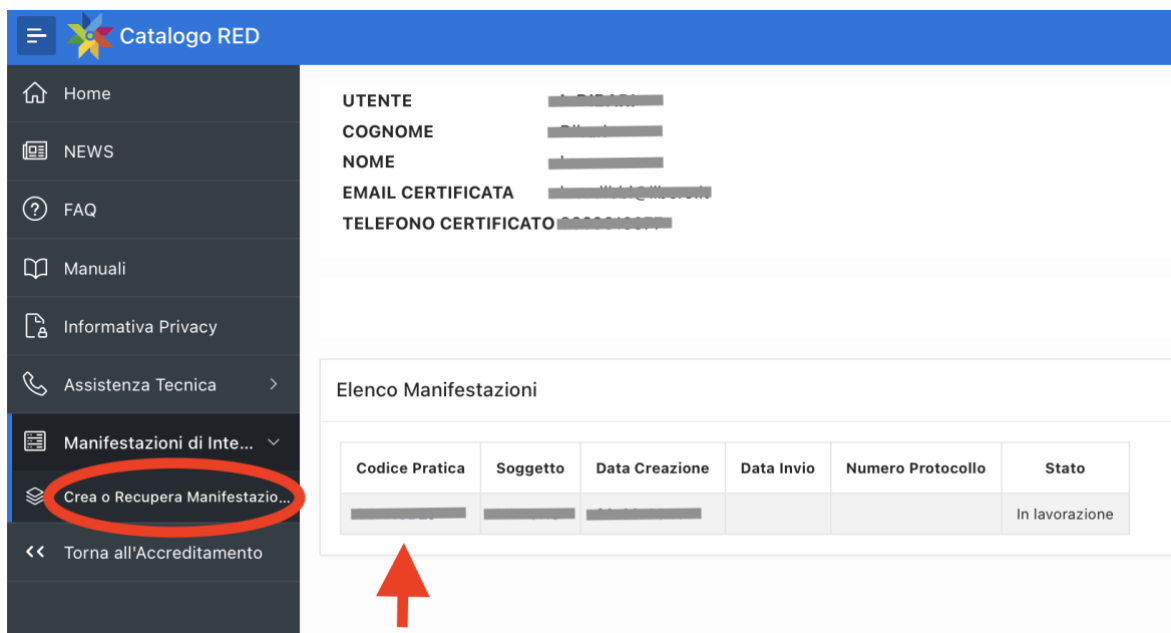 Catalogo RED
Home
NEWS
FAQ
Manuali
Informativa Privacy
Assistenza Tecnica
Manifestazioni di Inte...
Crea o Recupera Manifestazio...
Torna all'Accreditamento
UTENTE
COGNOME
NOME
EMAIL CERTIFICATA
TELEFONO CERTIFICATO
Elenco Manifestazioni
Codice Pratica Soggetto Data Creazione Data Invio Numero Protocollo Stato
In lavorazione